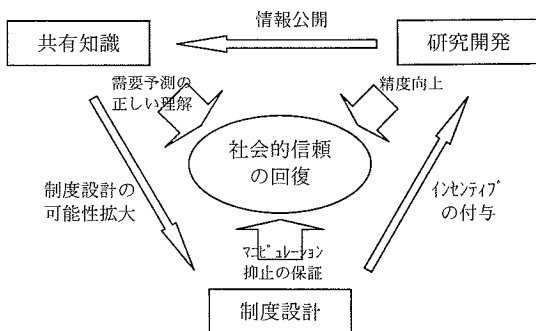 情報公開
共有知識
研究開発
需要予測の
正しい理解
精度向上
社会的信頼
の回復
制度設計の
可能性拡大
ｲﾝｾﾝﾃｨﾌﾞ
の付与
ﾏﾆﾋﾟｭﾚｰｼｮﾝ
抑止の保証
制度設計